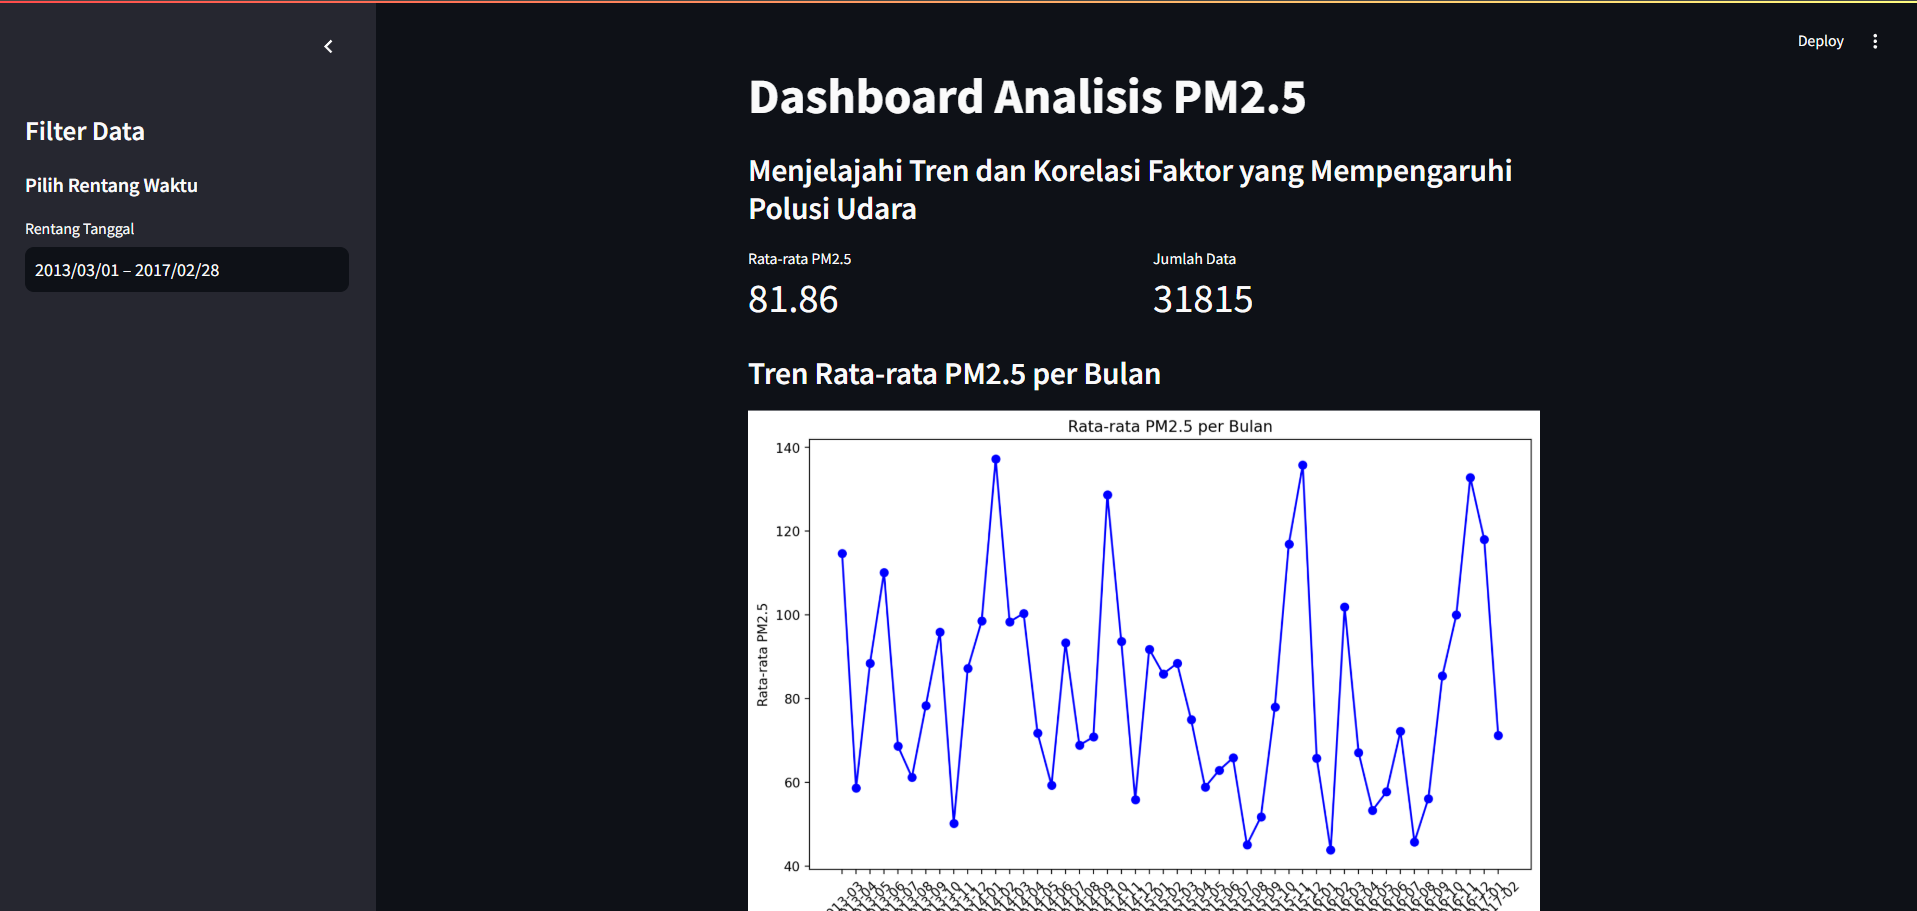 Deploy
Filter Data
Pilih Rentang Waktu
Rentang Tanggal
2013/03/01 – 2017/02/28
Dashboard Analisis PM2.5
Menjelajahi Tren dan Korelasi Faktor yang Mempengaruhi
Polusi Udara
Rata-rata PM2.5
81.86
Jumlah Data
31815
Tren Rata-rata PM2.5 per Bulan
Rata-rata PM2.5 per Bulan
Rata-rata PM2.5
140
120
100
80
60
40